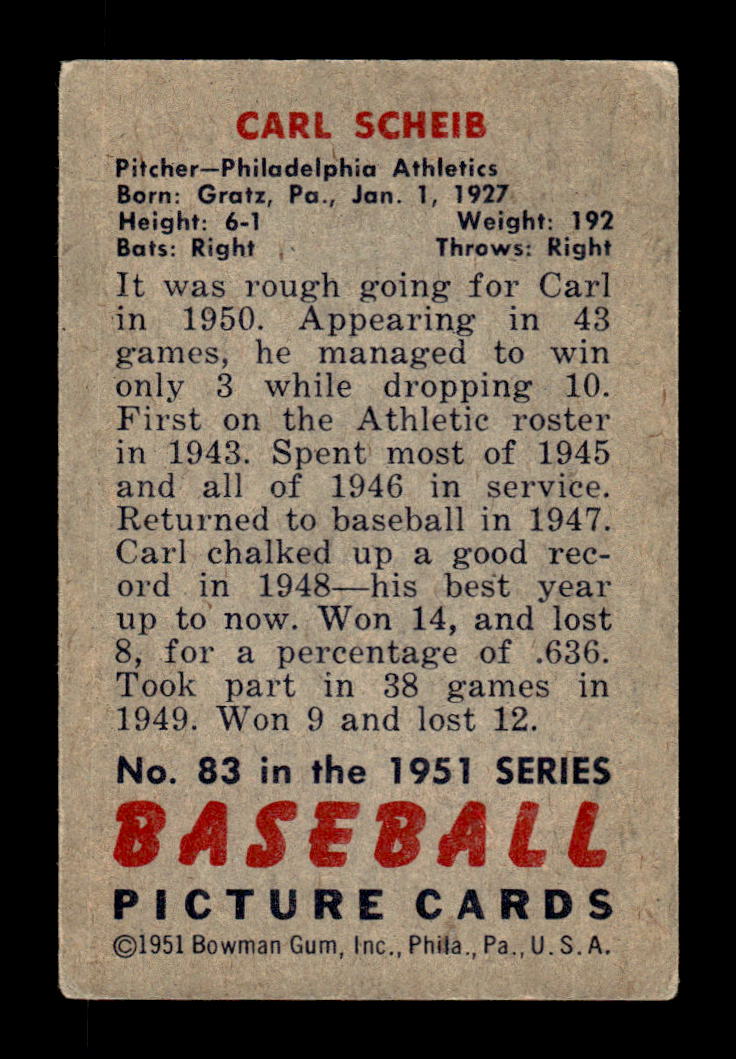 CARL SCHEIB
Pitcher—Philadelphia Athletics
Born: Gratz, Pa., Jan. 1, 1927
Height: 6-1 Weight: 192
Bats: Right Throws: Right
It was rough going for Carl
in 1950. Appearing in 43
games, he managed to win
only 3 while dropping 10.
First on the Athletic roster
in 1943. Spent most of 1945
and all of 1946 in service.
Returned to baseball in 1947.
Carl chalked up a good rec-
ord in 1948—his best year
up to now. Won 14, and lost
8, for a percentage of .636.
Took part in 38 games in
1949. Won 9 and lost 12.
No. 83 in the 1951 SERIES
BASEBALL
PICTURE CARDS
©1951 Bowman Gum, Inc., Phila., Pa., U.S.A.